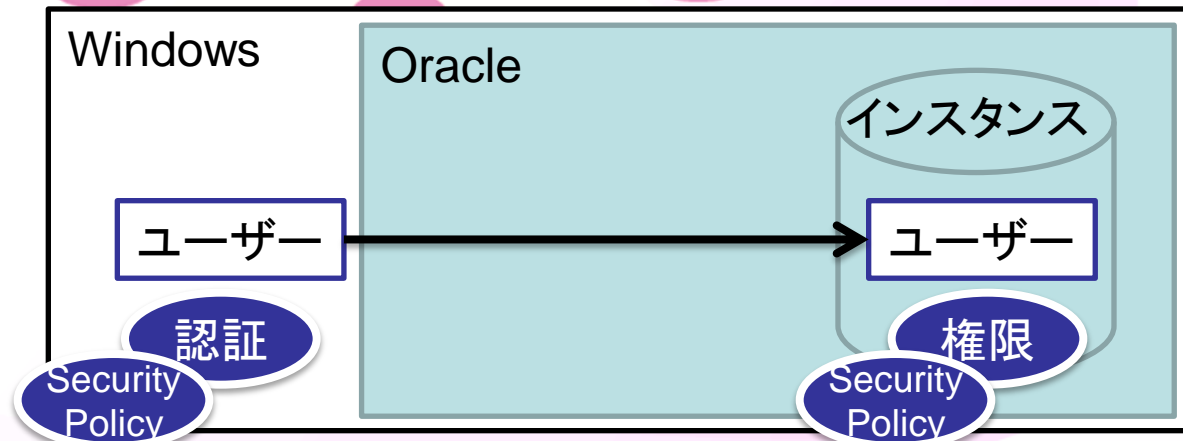 Windows
Oracle
インスタンス
ユーザー
ユーザー
認証
権限
Security
Policy
Security
Policy